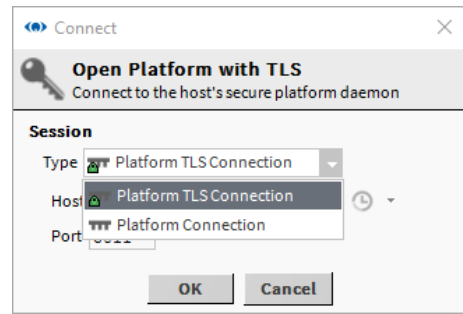 Connect
Open Platform with TLS
Connect to the host's secure platform daemon
Session
Type Platform TLS Connection
Host Platform TLS Connection
Platform Connection
Port
OK Cancel